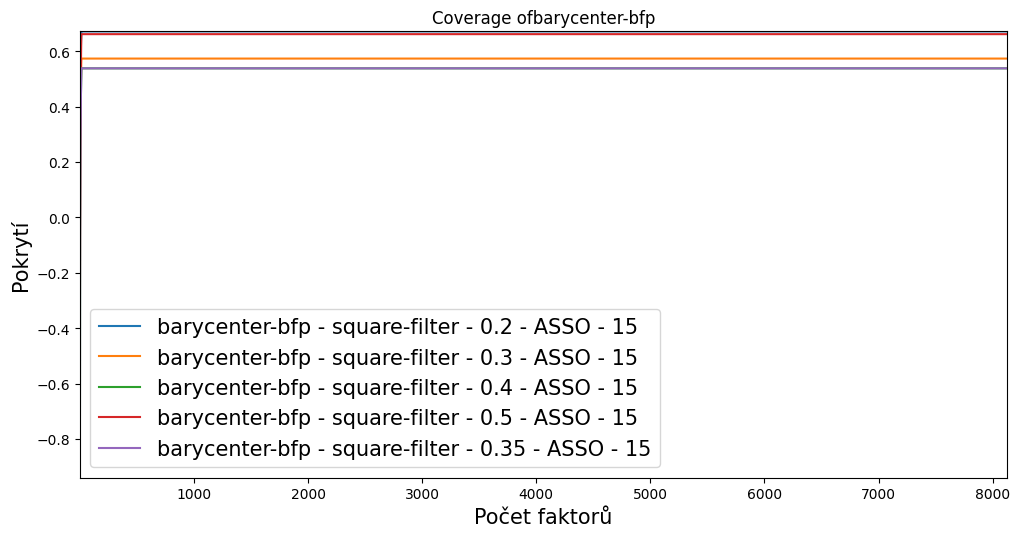 Coverage ofbarycenter-bfp
0.6
0.4
0.2
0.0
−0.2
−0.4
−0.6
−0.8
Pokrytí
barycenter-bfp - square-filter - 0.2 - ASSO - 15
barycenter-bfp - square-filter - 0.3 - ASSO - 15
barycenter-bfp - square-filter - 0.4 - ASSO - 15
barycenter-bfp - square-filter - 0.5 - ASSO - 15
barycenter-bfp - square-filter - 0.35 - ASSO - 15
1000 2000 3000 4000 5000 6000 7000 8000
Počet faktorů